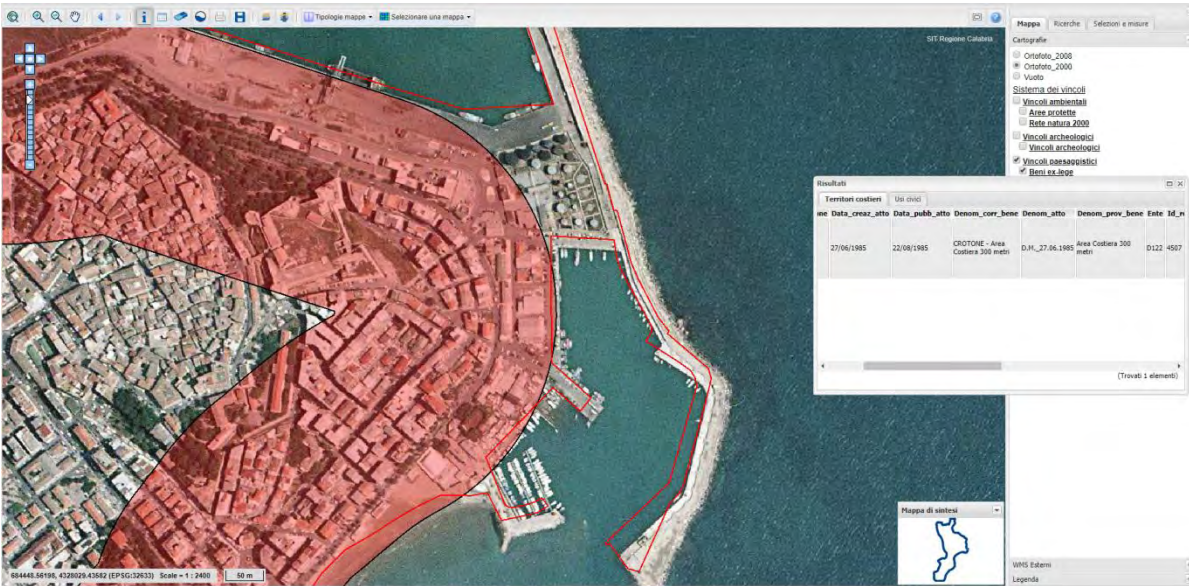 Tipologie mappe
Selezionare una mappa
SIT Regione Calabria
684448.56198, 4328029.43582 (EPSG:32633) Scale = 1 : 2400
50 m
Mappa di sintesi
Mappa
Ricerche
Selezioni e misure
Cartografie
Ortofoto_2008
Ortofoto_2000
Vuoto
Sistema dei vincoli
Vincoli ambientali
Aree protette
Rete natura 2000
Vincoli archeologici
Vincoli archeologici
Vincoli paesaggistici
Beni ex-lege
Risultati
Territori costieri
Usi civici
ne Data_creaz_atto Data_pubb_atto Denom_corr_bene Denom_atto Denom_prov_bene Ente Id_r
27/06/1985 22/08/1985 CROTONE - Area Costiera 300 metri D.M._27.06.1985 Area Costiera 300 metri D122 4507
(Trovati 1 elementi)
WMS Esterni
Legenda